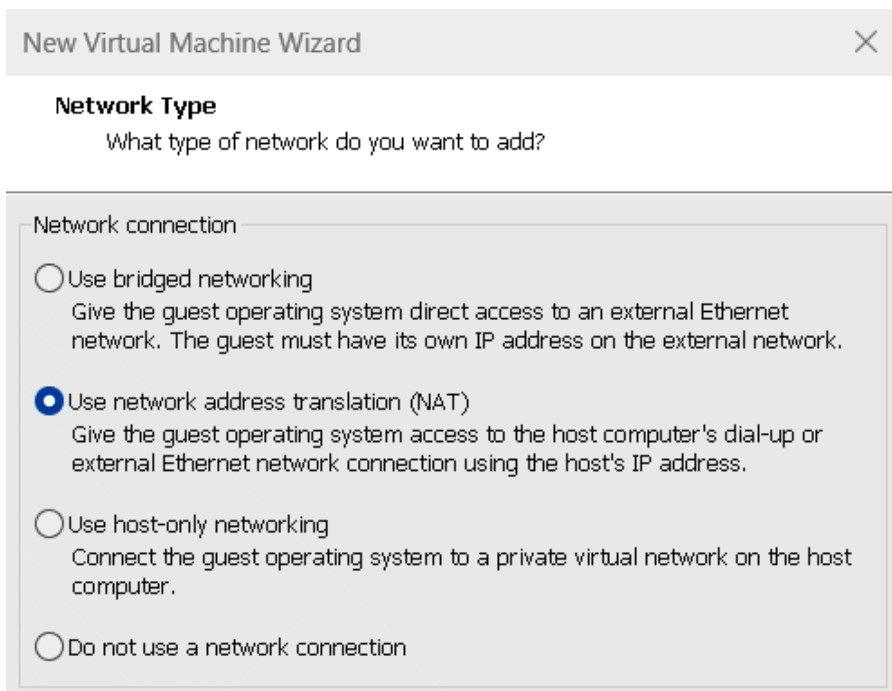 New Virtual Machine Wizard
Network Type
What type of network do you want to add?
Network connection
Use bridged networking
Give the guest operating system direct access to an external Ethernet
network. The guest must have its own IP address on the external network.
Use network address translation (NAT)
Give the guest operating system access to the host computer's dial-up or
external Ethernet network connection using the host's IP address.
Use host-only networking
Connect the guest operating system to a private virtual network on the host
computer.
Do not use a network connection